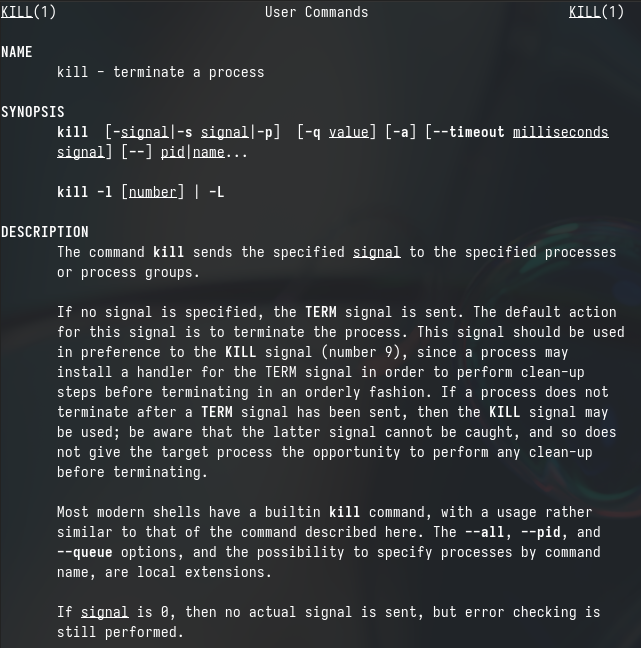 KILL(1) User Commands KILL(1)
NAME
kill - terminate a process
SYNOPSIS
kill [-signal|-s signal|-p] [-q value] [-a] [--timeout milliseconds
signal] [--] pid|name...
kill -l [number] | -L
DESCRIPTION
The command kill sends the specified signal to the specified processes
or process groups.
If no signal is specified, the TERM signal is sent. The default action
for this signal is to terminate the process. This signal should be used
in preference to the KILL signal (number 9), since a process may
install a handler for the TERM signal in order to perform clean-up
steps before terminating in an orderly fashion. If a process does not
terminate after a TERM signal has been sent, then the KILL signal may
be used; be aware that the latter signal cannot be caught, and so does
not give the target process the opportunity to perform any clean-up
before terminating.
Most modern shells have a builtin kill command, with a usage rather
similar to that of the command described here. The --all, --pid, and
--queue options, and the possibility to specify processes by command
name, are local extensions.
If signal is 0, then no actual signal is sent, but error checking is
still performed.